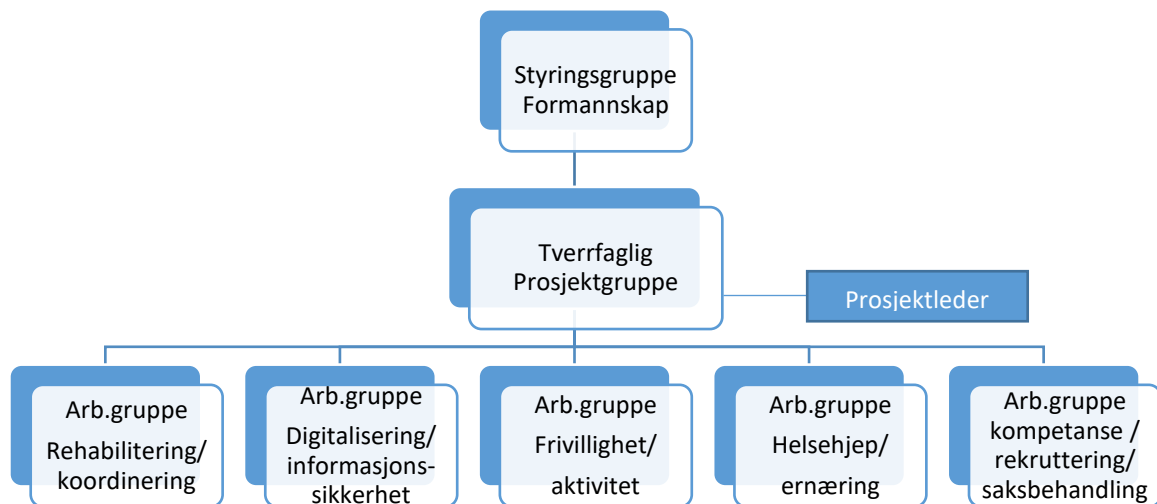 Styringsgruppe
Formannskap
Tverrfaglig
Prosjektgruppe
Prosjektleder
Arb.gruppe
Rehabilitering/
koordinering
Arb.gruppe
Digitalisering/
informasjons-
sikkerhet
Arb.gruppe
Frivillighet/
aktivitet
Arb.gruppe
Helsehjep/
ernæring
Arb.gruppe
kompetanse /
rekruttering/
saksbehandling